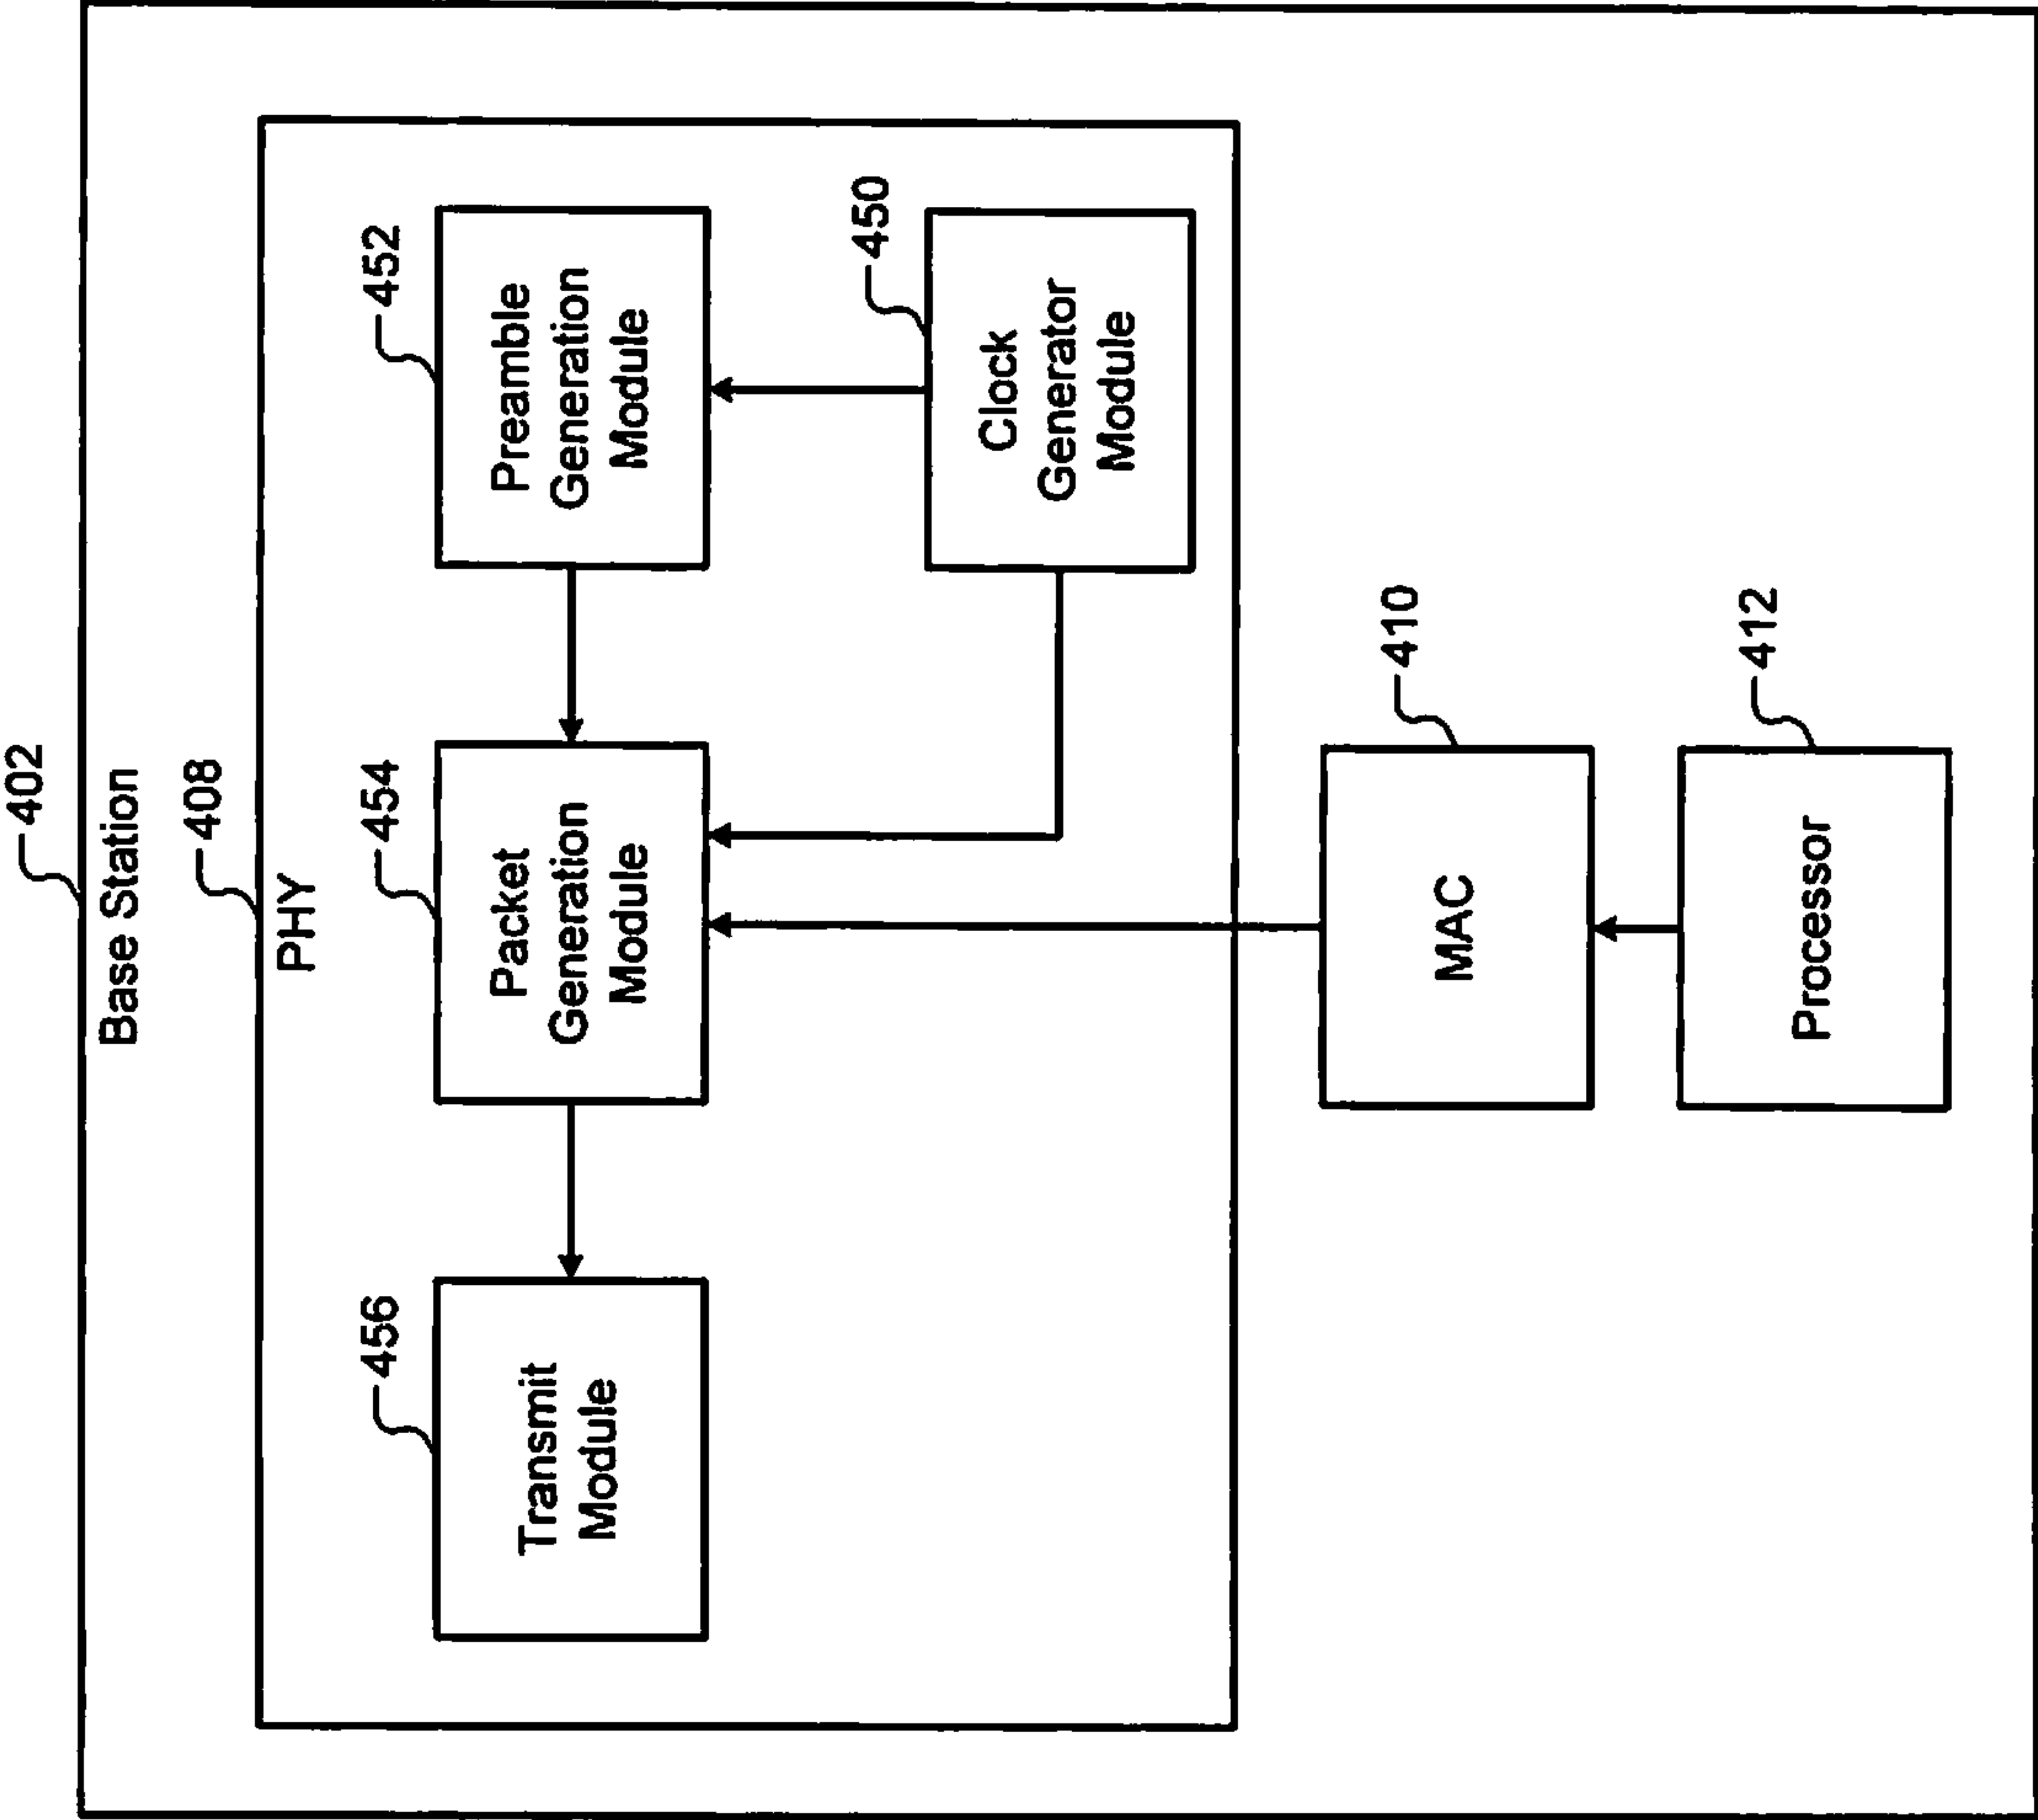 402
Base Station
408
PHY
456
Transmit
Module
454
Packet
Generation
Module
452
Preamble
Generation
Module
450
Clock
Generator
Module
410
MAC
412
Processor